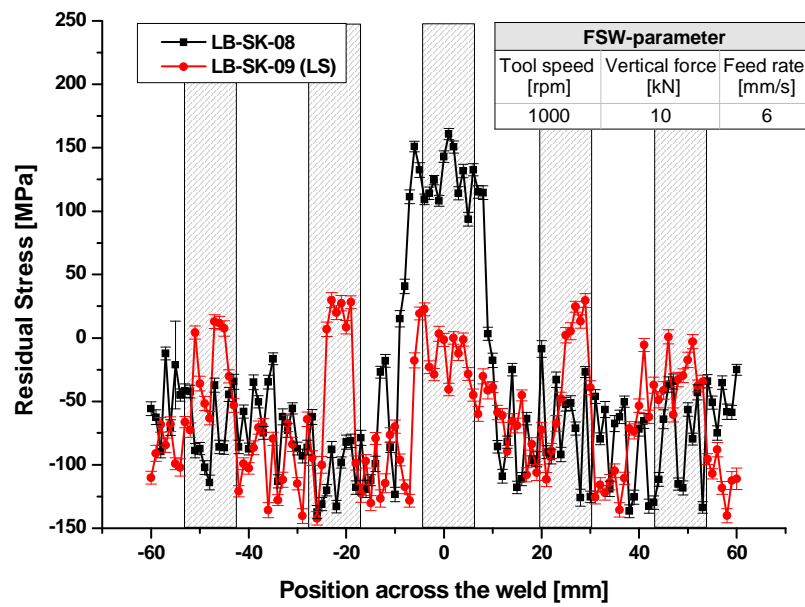 250
200
150
100
50
0
-50
-100
-150
Residual Stress [MPa]
LB-SK-08
LB-SK-09 (LS)
FSW-parameter
Tool speed Vertical force Feed rate
[rpm] [kN] [mm/s]
1000 10 6
-60 -40 -20 0 20 40 60
Position across the weld [mm]